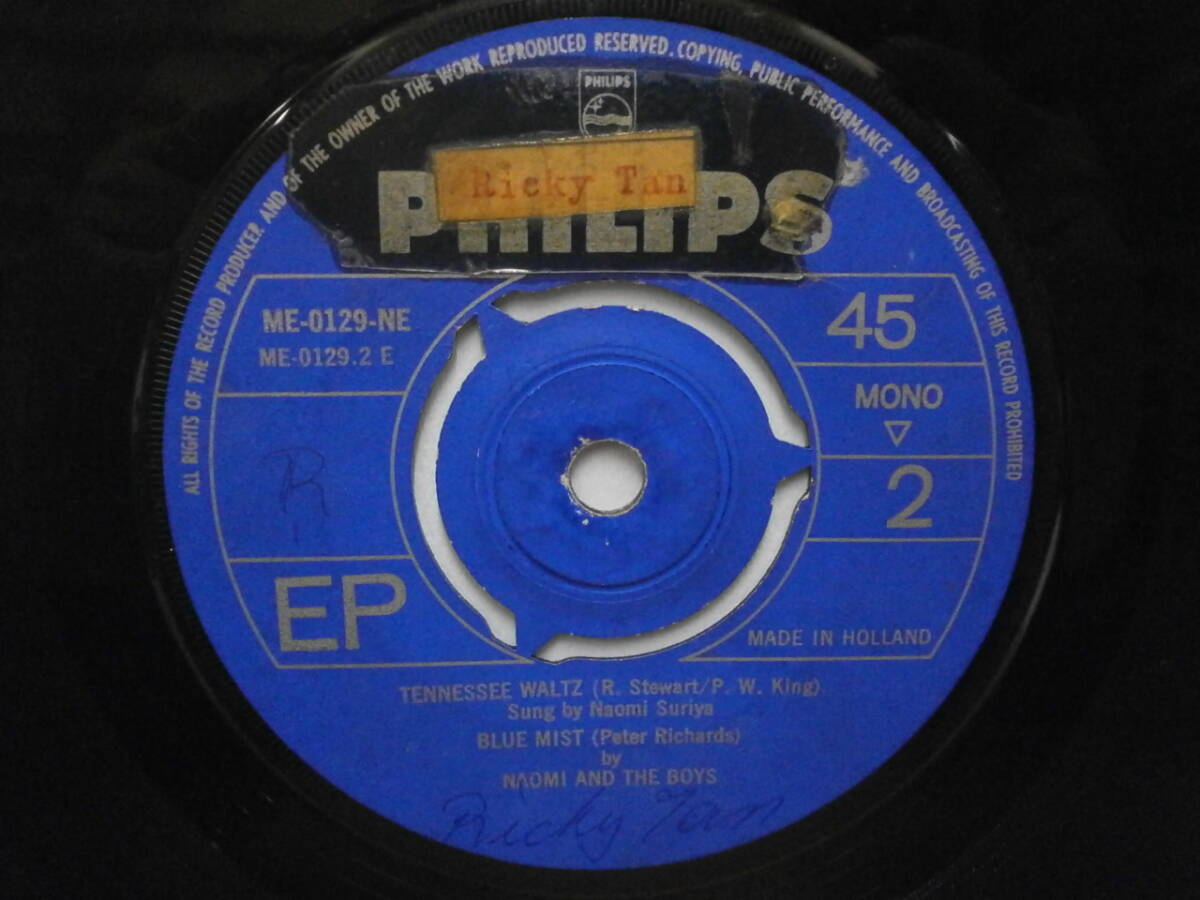 ALL RIGHTS OF THE RECORD PRODUCER, AND OF THE OWNER OF THE WORK REPRODUCED RESERVED. COPYING, PUBLIC PERFORMANCE AND BROADCASTING OF THIS RECORD PROHIBITED
PHILIPS
Ricky Tan
PHILIPS
ME-0129-NE
ME-0129.2 E
45
MONO
2
R
EP
MADE IN HOLLAND
TENNESSEE WALTZ (R. Stewart/P. W. King)
Sung by Naomi Suriya
BLUE MIST (Peter Richards)
by
NAOMI AND THE BOYS
Ricky Tan